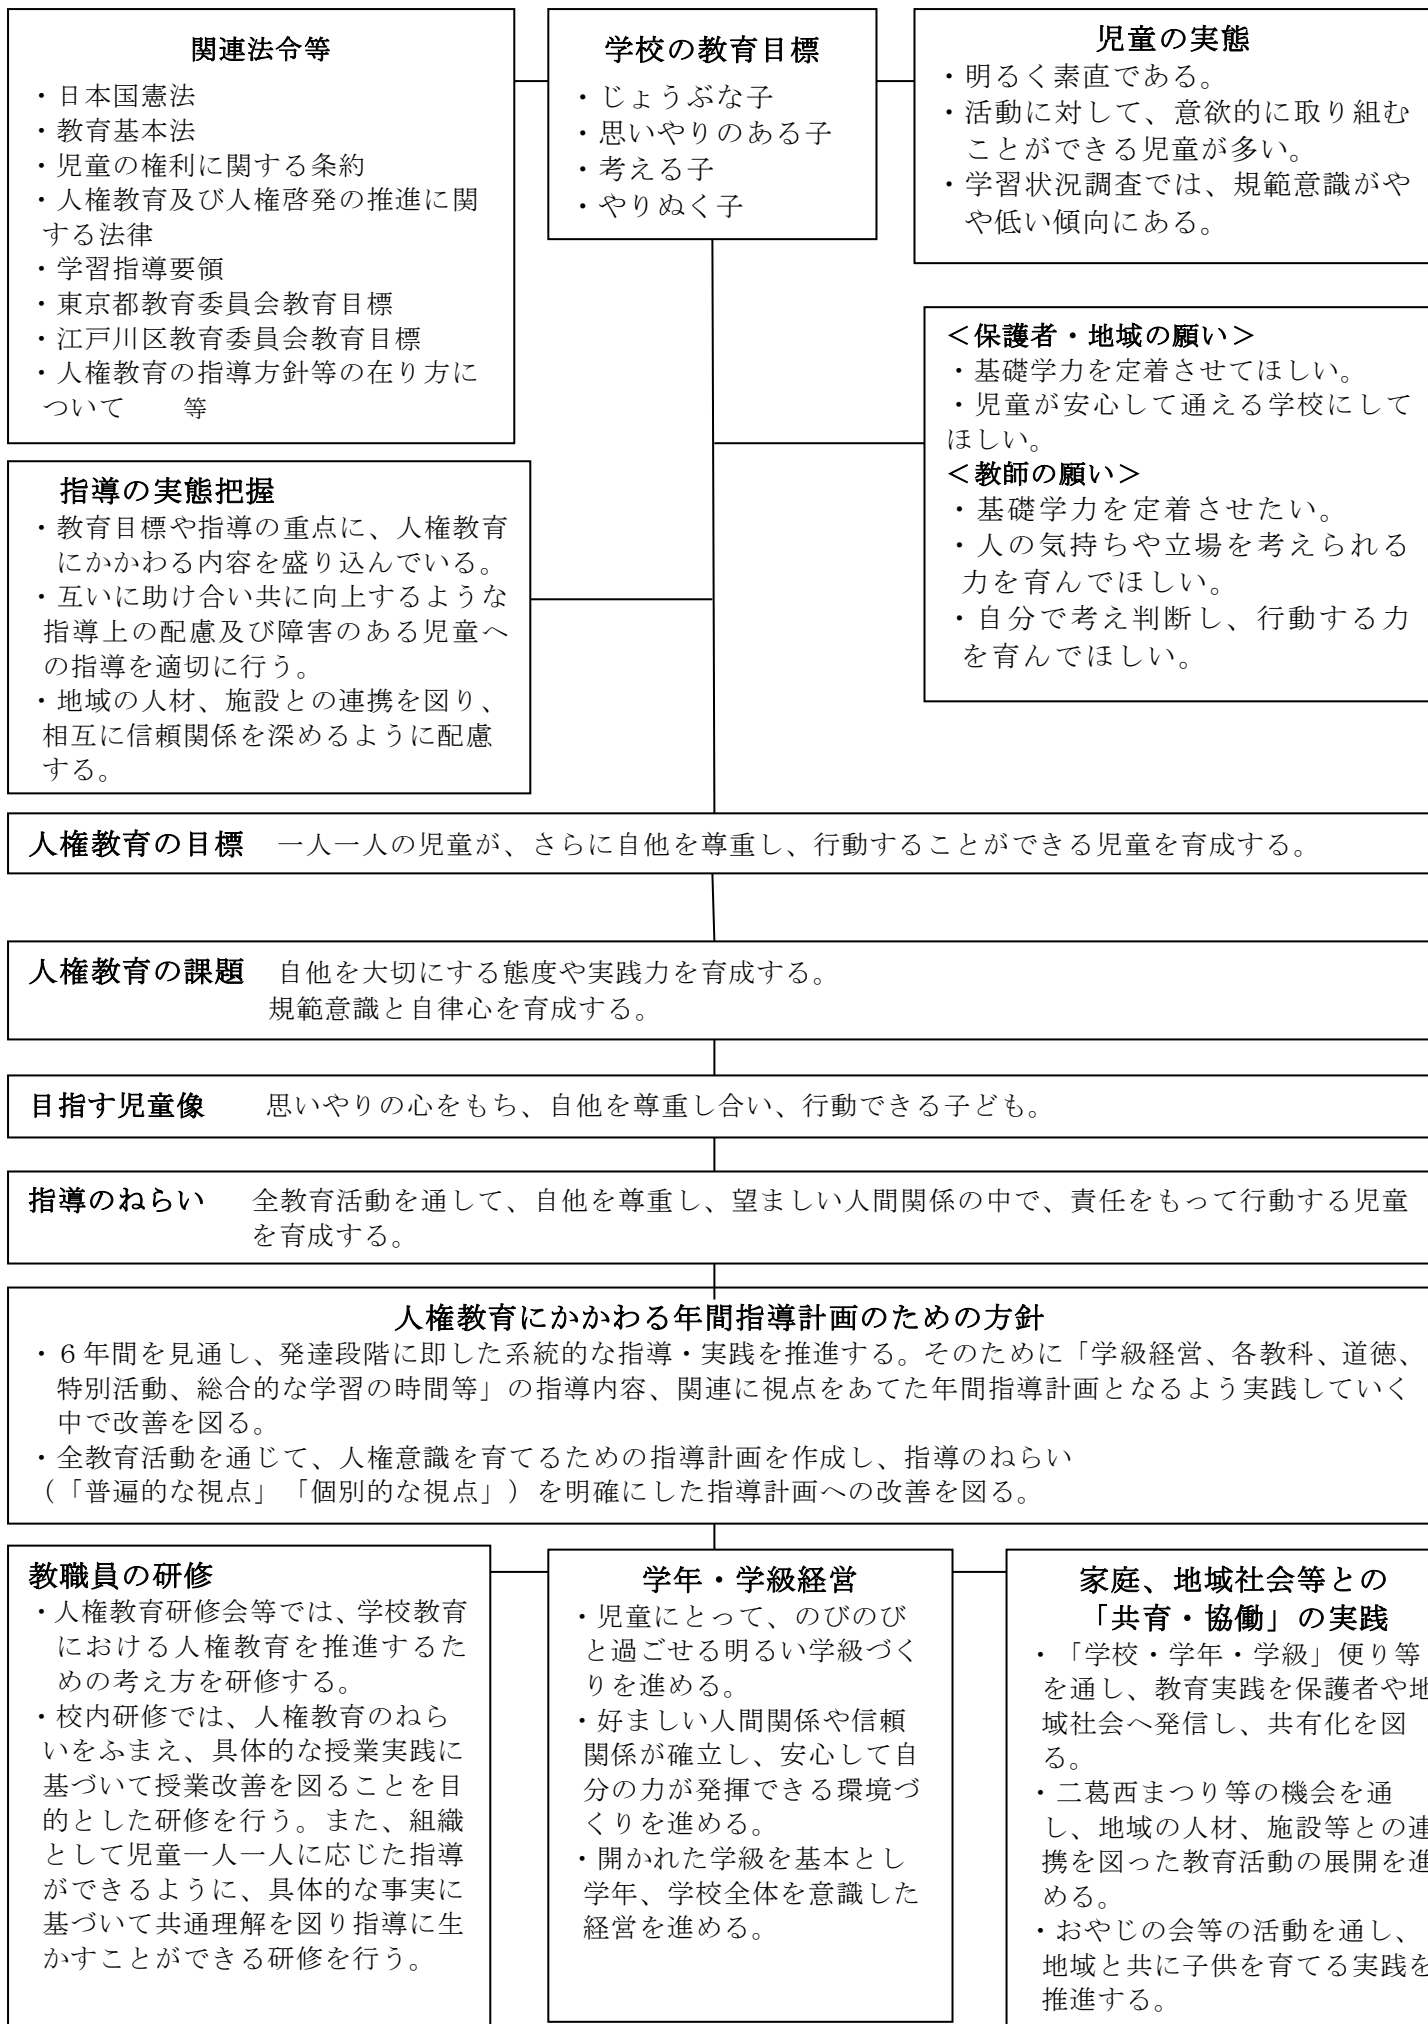 関連法令等
・日本国憲法
・教育基本法
・児童の権利に関する条約
・人権教育及び人権啓発の推進に関
する法律
・学習指導要領
・東京都教育委員会教育目標
・江戸川区教育委員会教育目標
・人権教育の指導方針等の在り方に
ついて　　等
学校の教育目標
・じょうぶな子
・思いやりのある子
・考える子
・やりぬく子
児童の実態
・明るく素直である。
・活動に対して、意欲的に取り組む
ことができる児童が多い。
・学習状況調査では、規範意識がや
や低い傾向にある。
＜保護者・地域の願い＞
・基礎学力を定着させてほしい。
・児童が安心して通える学校にして
ほしい。
＜教師の願い＞
・基礎学力を定着させたい。
・人の気持ちや立場を考えられる
力を育んでほしい。
・自分で考え判断し、行動する力
を育んでほしい。
指導の実態把握
・教育目標や指導の重点に、人権教育
にかかわる内容を盛り込んでいる。
・互いに助け合い共に向上するような
指導上の配慮及び障害のある児童へ
の指導を適切に行う。
・地域の人材、施設との連携を図り、
相互に信頼関係を深めるように配慮
する。
人権教育の目標　一人一人の児童が、さらに自他を尊重し、行動することができる児童を育成する。
人権教育の課題　自他を大切にする態度や実践力を育成する。
規範意識と自律心を育成する。
目指す児童像　思いやりの心をもち、自他を尊重し合い、行動できる子ども。
指導のねらい　全教育活動を通して、自他を尊重し、望ましい人間関係の中で、責任をもって行動する児童
を育成する。
人権教育にかかわる年間指導計画のための方針
・６年間を見通し、発達段階に即した系統的な指導・実践を推進する。そのために「学級経営、各教科、道徳、
特別活動、総合的な学習の時間等」の指導内容、関連に視点をあてた年間指導計画となるよう実践していく
中で改善を図る。
・全教育活動を通じて、人権意識を育てるための指導計画を作成し、指導のねらい
（「普遍的な視点」「個別的な視点」）を明確にした指導計画への改善を図る。
教職員の研修
・人権教育研修会等では、学校教育
における人権教育を推進するた
めの考え方を研修する。
・校内研修では、人権教育のねら
いをふまえ、具体的な授業実践に
基づいて授業改善を図ることを目
的とした研修を行う。また、組織
として児童一人一人に応じた指導
ができるように、具体的な事実に
基づいて共通理解を図り指導に生
かすことができる研修を行う。
学年・学級経営
・児童にとって、のびのび
と過ごせる明るい学級づく
りを進める。
・好ましい人間関係や信頼
関係が確立し、安心して自
分の力が発揮できる環境づ
くりを進める。
・開かれた学級を基本とし
学年、学校全体を意識した
経営を進める。
家庭、地域社会等との
「共育・協働」の実践
・「学校・学年・学級」便り等
を通し、教育実践を保護者や地
域社会へ発信し、共有化を図
る。
・二葛西まつり等の機会を通
し、地域の人材、施設等との連
携を図った教育活動の展開を進
める。
・おやじの会等の活動を通し、
地域と共に子供を育てる実践を
推進する。